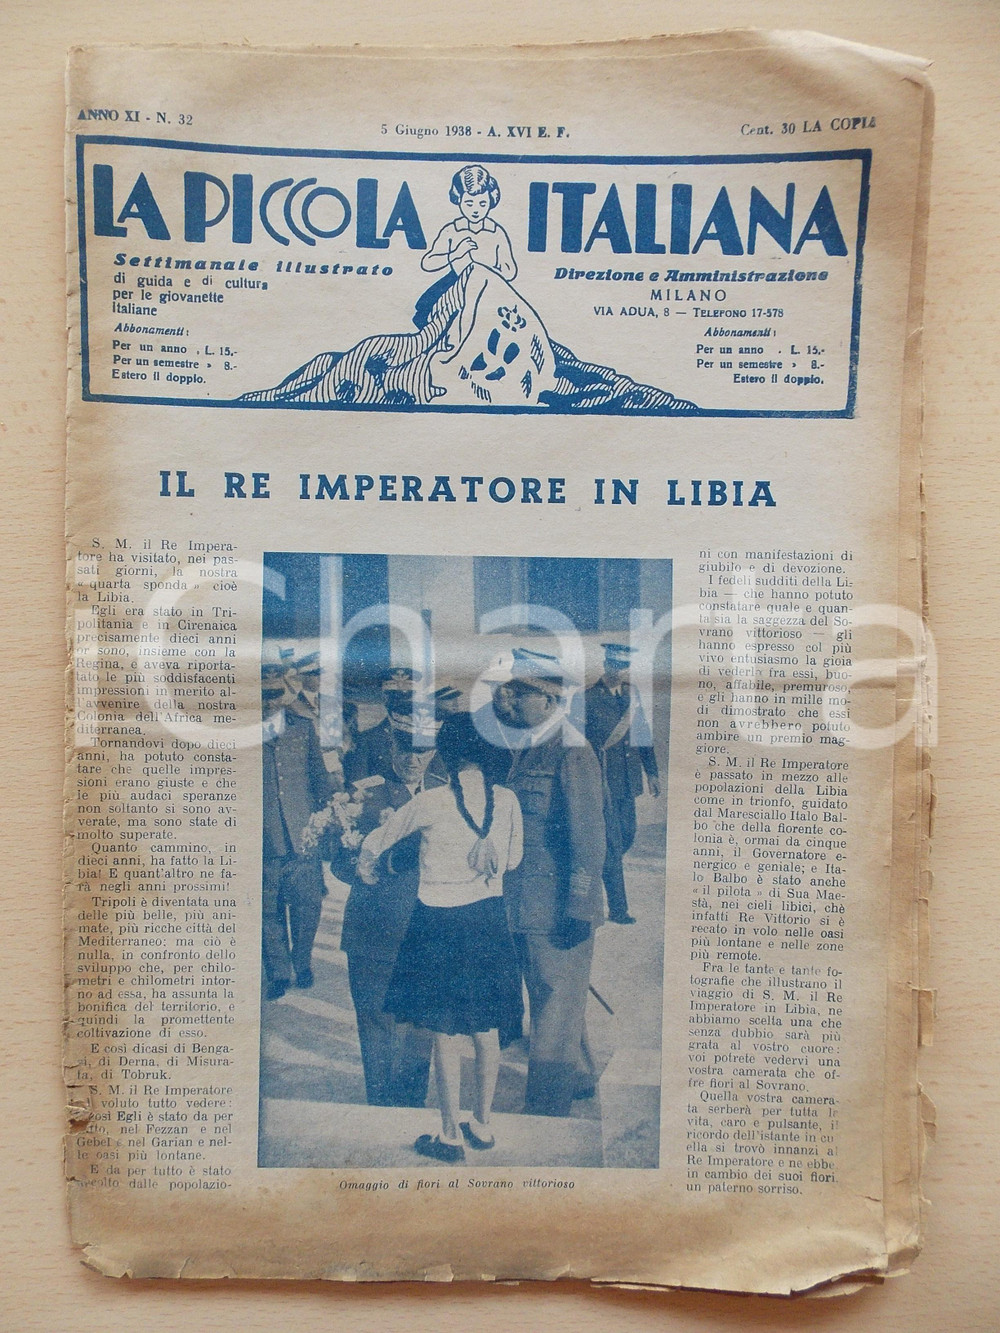 ANNO XI - N. 32
5 Giugno 1938 - A. XVI E. F.
Cent. 30 LA COPIA
LA PICCOLA ITALIANA
Settimanale illustrato
di guida e di cultura
per le giovanette
Italiane
Abbonamenti:
Per un anno , L. 15.-
Per un semestre » 8.-
Estero il doppio.
Direzione e Amministrazione
MILANO
VIA ADUA, 8 — TELEFONO 17-578
Abbonamenti:
Per un anno . L. 15.-
Per un semestre » 8.-
Estero il doppio.
IL RE IMPERATORE IN LIBIA
S. M. il Re Impera-
tore ha visitato, nei pas-
sati giorni, la nostra
« quarta sponda » cioè
la Libia.
Egli era stato in Tri-
politania e in Cirenaica
precisamente dieci anni
or sono, insieme con la
Regina, e aveva riporta-
to le più soddisfacenti
impressioni in merito al-
l'avvenire della nostra
Colonia dell'Africa me-
diterranea.
Tornandovi dopo dieci
anni, ha potuto consta-
tare che quelle impres-
sioni erano giuste e che
le più audaci speranze
non soltanto si sono av-
verate, ma sono state di
molto superate.
Quanto cammino, in
dieci anni, ha fatto la Li-
bia! E quant'altro ne fa-
rà negli anni prossimi!
Tripoli è diventata una
delle più belle, più ani-
mate, più ricche città del
Mediterraneo; ma ciò è
nulla, in confronto dello
sviluppo che, per chilo-
metri e chilometri intor-
no ad essa, ha assunta la
bonifica del territorio, e
quindi la promettente
coltivazione di esso.
E così dicasi di Benga-
si, di Derna, di Misura-
ta, di Tobruk.
S. M. il Re Imperatore
voluto tutto vedere:
così Egli è stato da per
tutto, nel Fezzan e nel
Gebel e nel Garian e nel-
le oasi più lontane.
E da per tutto è stato
accolto dalle popolazio-
Omaggio di fiori al Sovrano vittorioso
ni con manifestazioni di
giubilo e di devozione.
I fedeli sudditi della Li-
bia — che hanno potuto
constatare quale e quan-
ta sia la saggezza del So-
vrano vittorioso — gli
hanno espresso col più
vivo entusiasmo la gioia
di vederlo fra essi, buo-
no, affabile, premuroso,
e gli hanno in mille mo-
di dimostrato che essi
non avrebbero potuto
ambire un premio mag-
giore.
S. M. il Re Imperatore
è passato in mezzo alle
popolazioni della Libia
come in trionfo, guidato
dal Maresciallo Italo Bal-
bo che della fiorente co-
lonia è, ormai da cinque
anni, il Governatore e-
nergico e geniale; e Ita-
lo Balbo è stato anche
« il pilota » di Sua Mae-
stà, nei cieli libici, chè
infatti Re Vittorio si è
recato in volo nelle oasi
più lontane e nelle zone
più remote.
Fra le tante e tante fo-
tografie che illustrano il
viaggio di S. M. il Re
Imperatore in Libia, ne
abbiamo scelta una che
senza dubbio sarà più
grata al vostro cuore:
voi potrete vedervi una
vostra camerata che of-
fre fiori al Sovrano.
Quella vostra camera-
ta serberà per tutta la
vita, caro e pulsante, il
ricordo dell'istante in cu
ella si trovò innanzi al
Re Imperatore e ne ebbe,
in cambio dei suoi fiori,
un paterno sorriso.
Chara